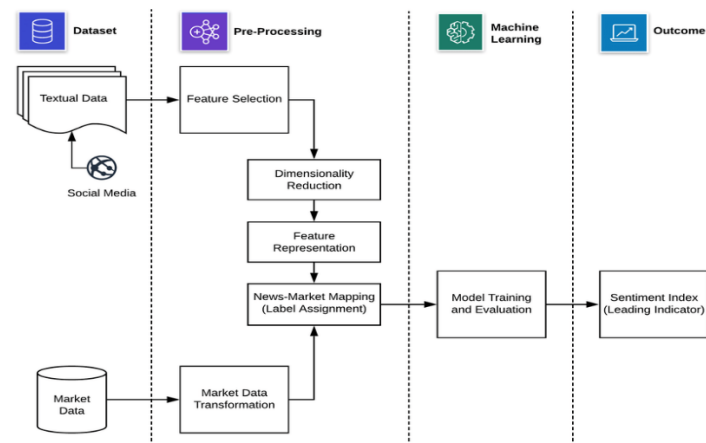 Dataset
Pre-Processing
Machine
Learning
Outcome
Textual Data
Feature Selection
Social Media
Dimensionality
Reduction
Feature
Representation
News-Market Mapping
(Label Assignment)
Model Training
and Evaluation
Sentiment Index
(Leading Indicator)
Market
Data
Market Data
Transformation